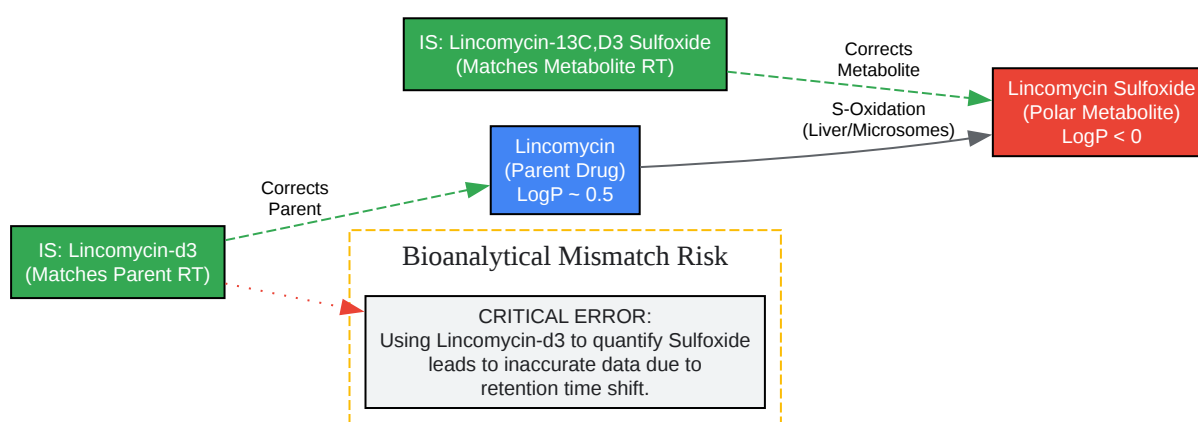 IS: Lincomycin-13C,D3 Sulfoxide
(Matches Metabolite RT)
Corrects
Metabolite
Lincomycin Sulfoxide
(Polar Metabolite)
LogP < 0
S-Oxidation
(Liver/Microsomes)
Lincomycin
(Parent Drug)
LogP ~ 0.5
Corrects
Parent
IS: Lincomycin-d3
(Matches Parent RT)
Bioanalytical Mismatch Risk
CRITICAL ERROR:
Using Lincomycin-d3 to quantify Sulfoxide
leads to inaccurate data due to
retention time shift.